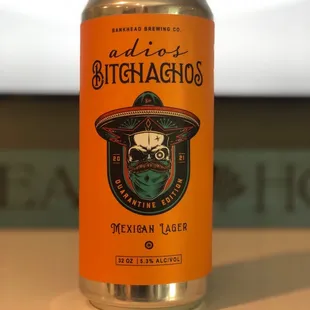 BANKHEAD BREWING CO.
adios
BITCHACHOS
20 21
QUARANTINE EDITION
MEXICAN LAGER
32 OZ | 5.3% ALC/VOL